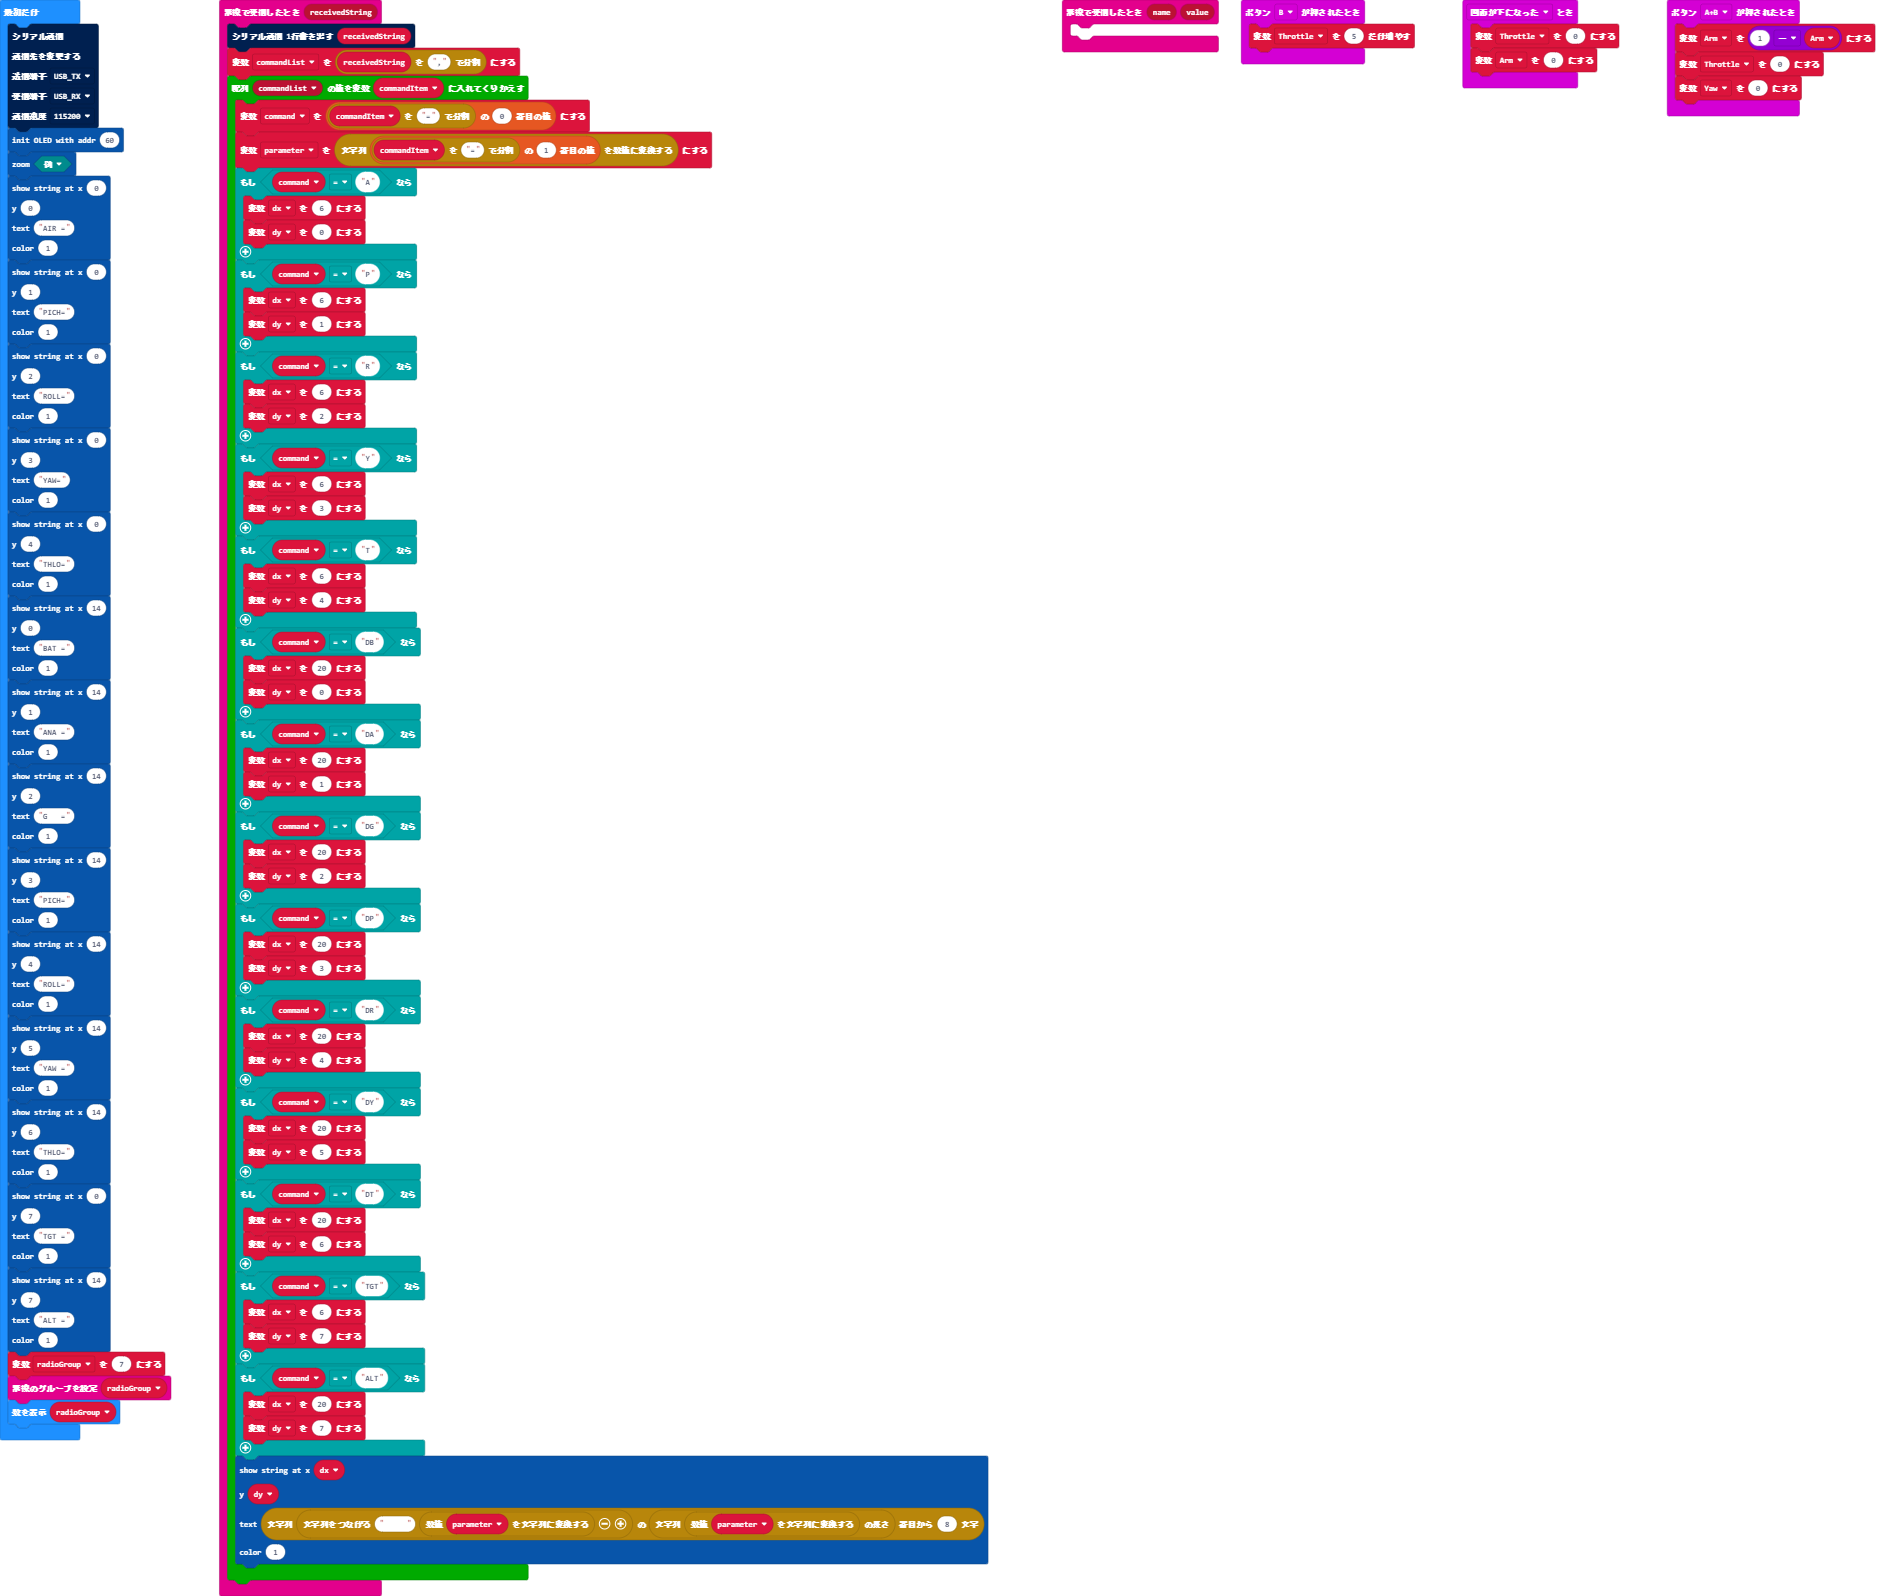 最初だけ
シリアル通信
通信先を変更する
送信端子 USB_TX
受信端子 USB_RX
通信速度 115200
init OLED with addr 60
zoom 偽
show string at x 0
y 0
text "AIR ="
color 1
show string at x 0
y 1
text "PICH="
color 1
show string at x 0
y 2
text "ROLL="
color 1
show string at x 0
y 3
text "YAW="
color 1
show string at x 0
y 4
text "THLO="
color 1
show string at x 14
y 0
text "BAT ="
color 1
show string at x 14
y 1
text "ANA ="
color 1
show string at x 14
y 2
text "G   ="
color 1
show string at x 14
y 3
text "PICH="
color 1
show string at x 14
y 4
text "ROLL="
color 1
show string at x 14
y 5
text "YAW ="
color 1
show string at x 14
y 6
text "THLO="
color 1
show string at x 0
y 7
text "TGT ="
color 1
show string at x 14
y 7
text "ALT ="
color 1
変数 radioGroup を 7 にする
無線のグループを設定 radioGroup
数を表示 radioGroup
無線で受信したとき receivedString
シリアル通信 1行書き出す receivedString
変数 commandList を receivedString を "," で分割 にする
配列 commandList の値を変数 commandItem に入れてくりかえす
変数 command を commandItem を "=" で分割 の 0 番目の値 にする
変数 parameter を 文字列 commandItem を "=" で分割 の 1 番目の値 を数値に変換する にする
もし command = "A" なら
変数 dx を 6 にする
変数 dy を 0 にする
もし command = "P" なら
変数 dx を 6 にする
変数 dy を 1 にする
もし command = "R" なら
変数 dx を 6 にする
変数 dy を 2 にする
もし command = "Y" なら
変数 dx を 6 にする
変数 dy を 3 にする
もし command = "T" なら
変数 dx を 6 にする
変数 dy を 4 にする
もし command = "DB" なら
変数 dx を 20 にする
変数 dy を 0 にする
もし command = "DA" なら
変数 dx を 20 にする
変数 dy を 1 にする
もし command = "DG" なら
変数 dx を 20 にする
変数 dy を 2 にする
もし command = "DP" なら
変数 dx を 20 にする
変数 dy を 3 にする
もし command = "DR" なら
変数 dx を 20 にする
変数 dy を 4 にする
もし command = "DY" なら
変数 dx を 20 にする
変数 dy を 5 にする
もし command = "DT" なら
変数 dx を 20 にする
変数 dy を 6 にする
もし command = "TGT" なら
変数 dx を 6 にする
変数 dy を 7 にする
もし command = "ALT" なら
変数 dx を 20 にする
変数 dy を 7 にする
show string at x dx
y dy
text 文字列 文字列をつなげる "     " 数値 parameter を文字列に変換する の 文字列 数値 parameter を文字列に変換する の長さ 番目から 8 文字
color 1
無線で受信したとき name value
ボタン B が押されたとき
変数 Throttle を 5 だけ増やす
画面が下になった とき
変数 Throttle を 0 にする
変数 Arm を 0 にする
ボタン A+B が押されたとき
変数 Arm を 1 - Arm にする
変数 Throttle を 0 にする
変数 Yaw を 0 にする